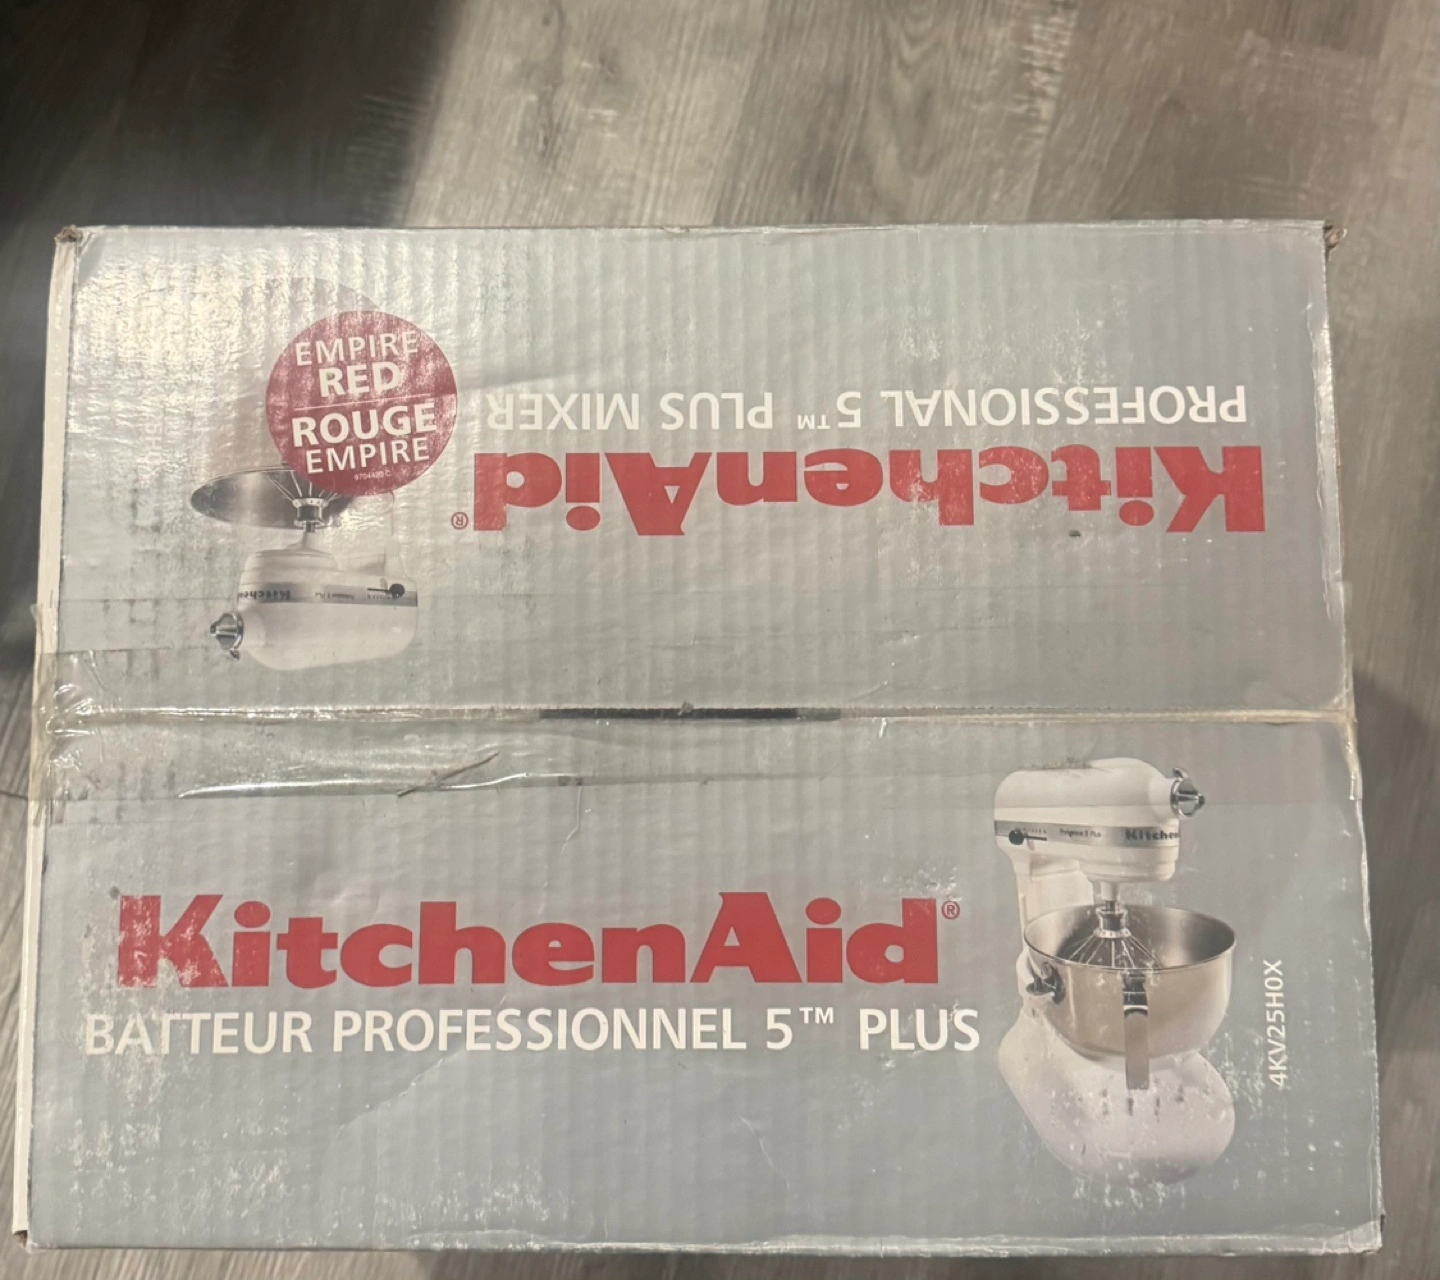 EMPIRE
RED
ROUGE
EMPIRE
KitchenAid®
PROFESSIONAL 5™ PLUS MIXER
KitchenAid®
BATTEUR PROFESSIONNEL 5™ PLUS
4KV25H0X